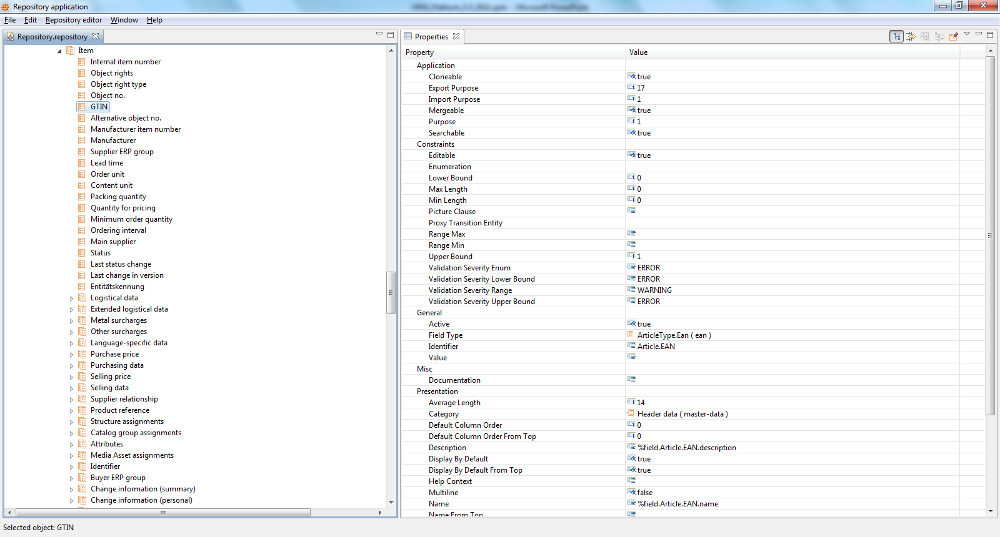 Repository application
File Edit Repository editor Window Help
Repository.repository
Item
Internal item number
Object rights
Object right type
Object no.
GTIN
Alternative object no.
Manufacturer item number
Manufacturer
Supplier ERP group
Lead time
Order unit
Content unit
Packing quantity
Quantity for pricing
Minimum order quantity
Ordering interval
Main supplier
Status
Last status change
Last change in version
Entitätskennung
Logistical data
Extended logistical data
Metal surcharges
Other surcharges
Language-specific data
Purchase price
Purchasing data
Selling price
Selling data
Supplier relationship
Product reference
Structure assignments
Catalog group assignments
Attributes
Media Asset assignments
Identifier
Buyer ERP group
Change information (summary)
Change information (personal)
Properties
Property Value
Application
Cloneable true
Export Purpose 17
Import Purpose 1
Mergeable true
Purpose 1
Searchable true
Constraints
Editable true
Enumeration
Lower Bound 0
Max Length 0
Min Length 0
Picture Clause
Proxy Transition Entity
Range Max
Range Min
Upper Bound 1
Validation Severity Enum ERROR
Validation Severity Lower Bound ERROR
Validation Severity Range WARNING
Validation Severity Upper Bound ERROR
General
Active true
Field Type ArticleType.Ean ( ean )
Identifier Article.EAN
Value
Misc
Documentation
Presentation
Average Length 14
Category Header data ( master-data )
Default Column Order 0
Default Column Order From Top 0
Description %field.Article.EAN.description
Display By Default true
Display By Default From Top true
Help Context
Multiline false
Name %field.Article.EAN.name
Name From Top
Selected object: GTIN